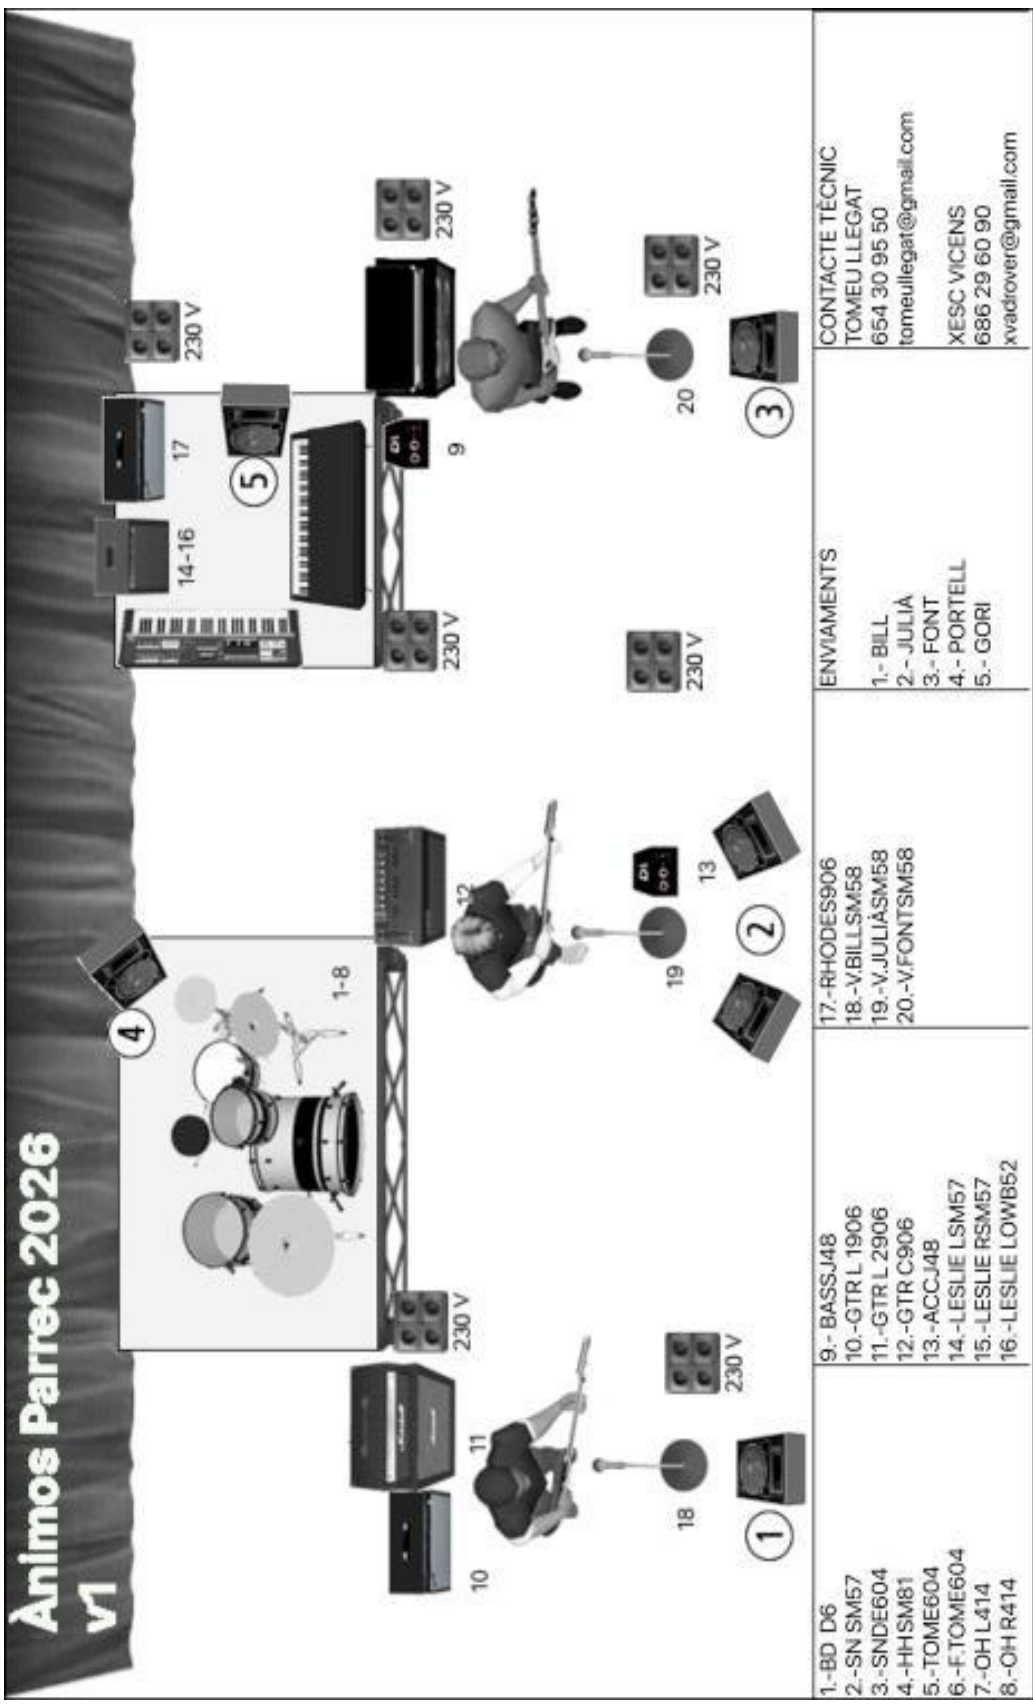 Ànimos Parrec 2026
v1
4
17
5
14-16
230 V
1-8
230 V
230 V
230 V
12
9
10
11
230 V
230 V
230 V
18
19
13
20
1
2
3
1.-BD D6
2.-SN SM57
3.-SNDE604
4.-HHSM81
5.-TOME604
6.-F.TOME604
7.-OH L414
8.-OH R414
9.- BASSJ48
10.-GTR L 1906
11.-GTR L 2906
12.-GTR C906
13.-ACCJ48
14.-LESLIE LSM57
15.-LESLIE RSM57
16.-LESLIE LOWB52
17.-RHODES906
18.-V.BILLSM58
19.-V.JULIÀSM58
20.-V.FONTSM58
ENVIAMENTS
1.- BILL
2.- JULIÀ
3.- FONT
4.- PORTELL
5.- GORI
CONTACTE TÈCNIC
TOMEU LLEGAT
654 30 95 50
tomeullegat@gmail.com
XESC VICENS
686 29 60 90
xvadrover@gmail.com